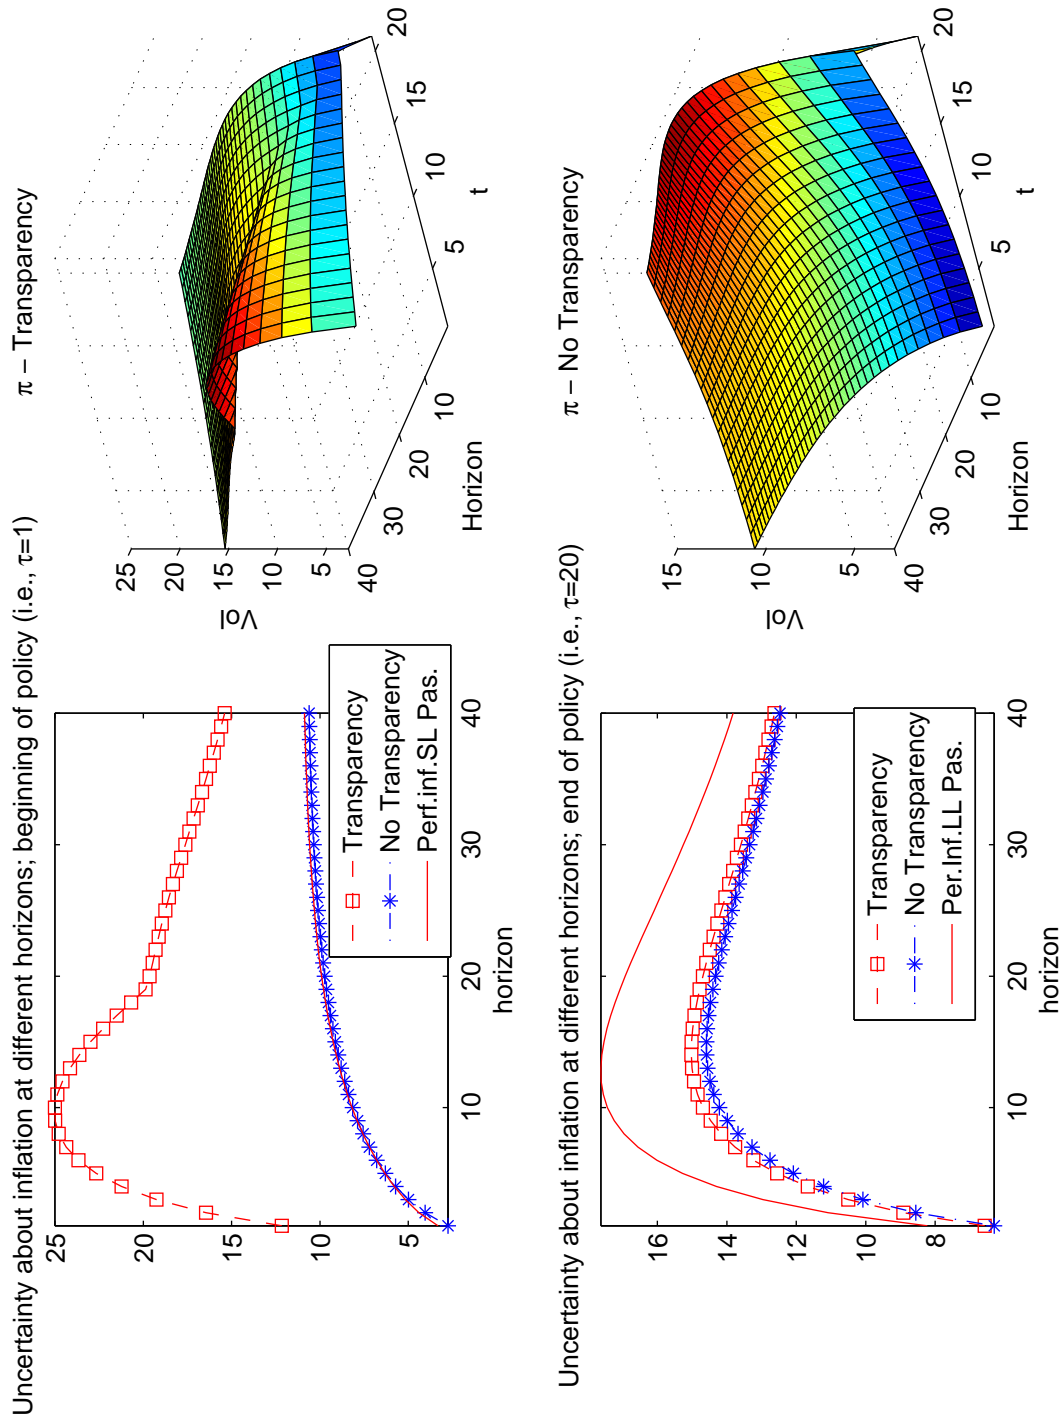 Uncertainty about inflation at different horizons; beginning of policy (i.e., τ=1)
25
20
15
10
5
10
20
30
40
horizon
Transparency
No Transparency
Perf.inf.SL Pas.
π − Transparency
25
20
15
10
5
Vol
40
30
20
10
Horizon
5
10
15
20
t
Uncertainty about inflation at different horizons; end of policy (i.e., τ=20)
16
14
12
10
8
10
20
30
40
horizon
Transparency
No Transparency
Per.Inf.LL Pas.
π − No Transparency
15
10
5
Vol
40
30
20
10
Horizon
5
10
15
20
t